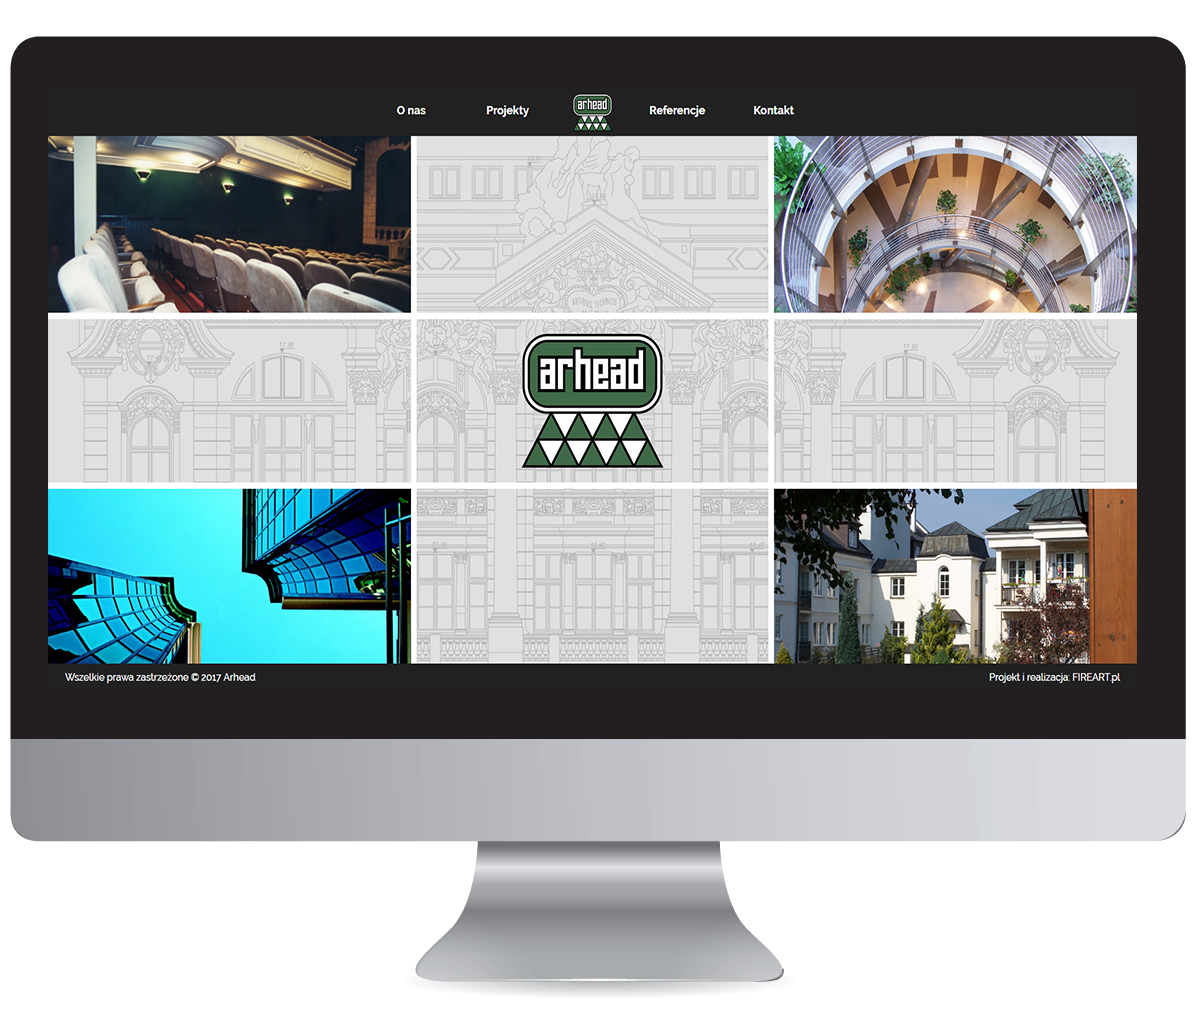 O nas
Projekty
arhead
Referencje
Kontakt
arhead
Wszelkie prawa zastrzeżone © 2017 Arhead
Projekt i realizacja: FIREART.pl